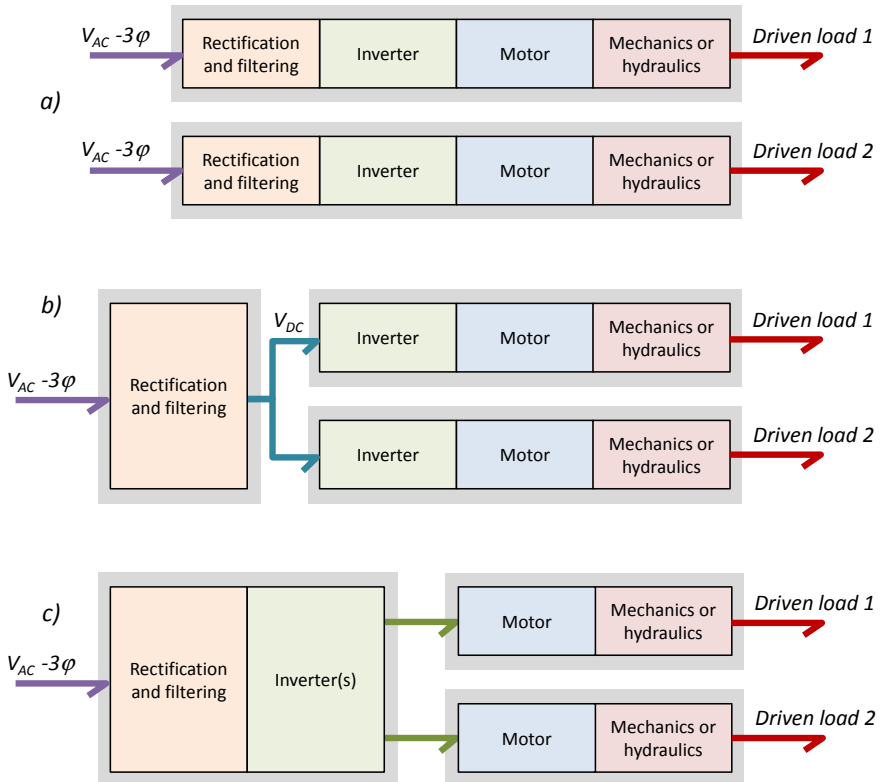 V_AC -3φ
Rectification
and filtering
Inverter
Motor
Mechanics or
hydraulics
Driven load 1
a)
V_AC -3φ
Rectification
and filtering
Inverter
Motor
Mechanics or
hydraulics
Driven load 2
b)
V_AC -3φ
Rectification
and filtering
V_DC
Inverter
Motor
Mechanics or
hydraulics
Driven load 1
Inverter
Motor
Mechanics or
hydraulics
Driven load 2
c)
V_AC -3φ
Rectification
and filtering
Inverter(s)
Motor
Mechanics or
hydraulics
Driven load 1
Motor
Mechanics or
hydraulics
Driven load 2